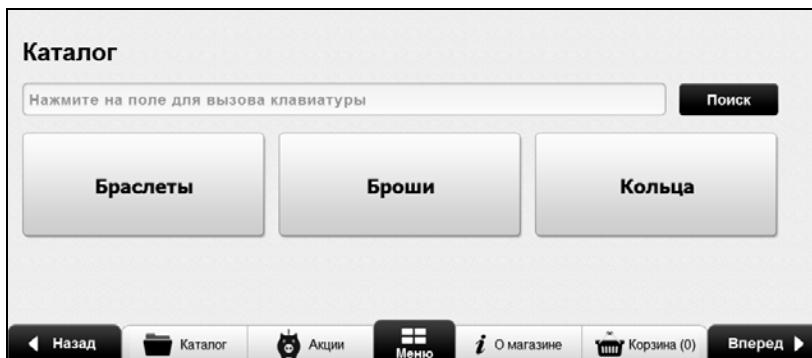 Каталог
Нажмите на поле для вызова клавиатуры Поиск
Браслеты Броши Кольца
Назад Каталог Акции Меню О магазине Корзина (0) Вперед